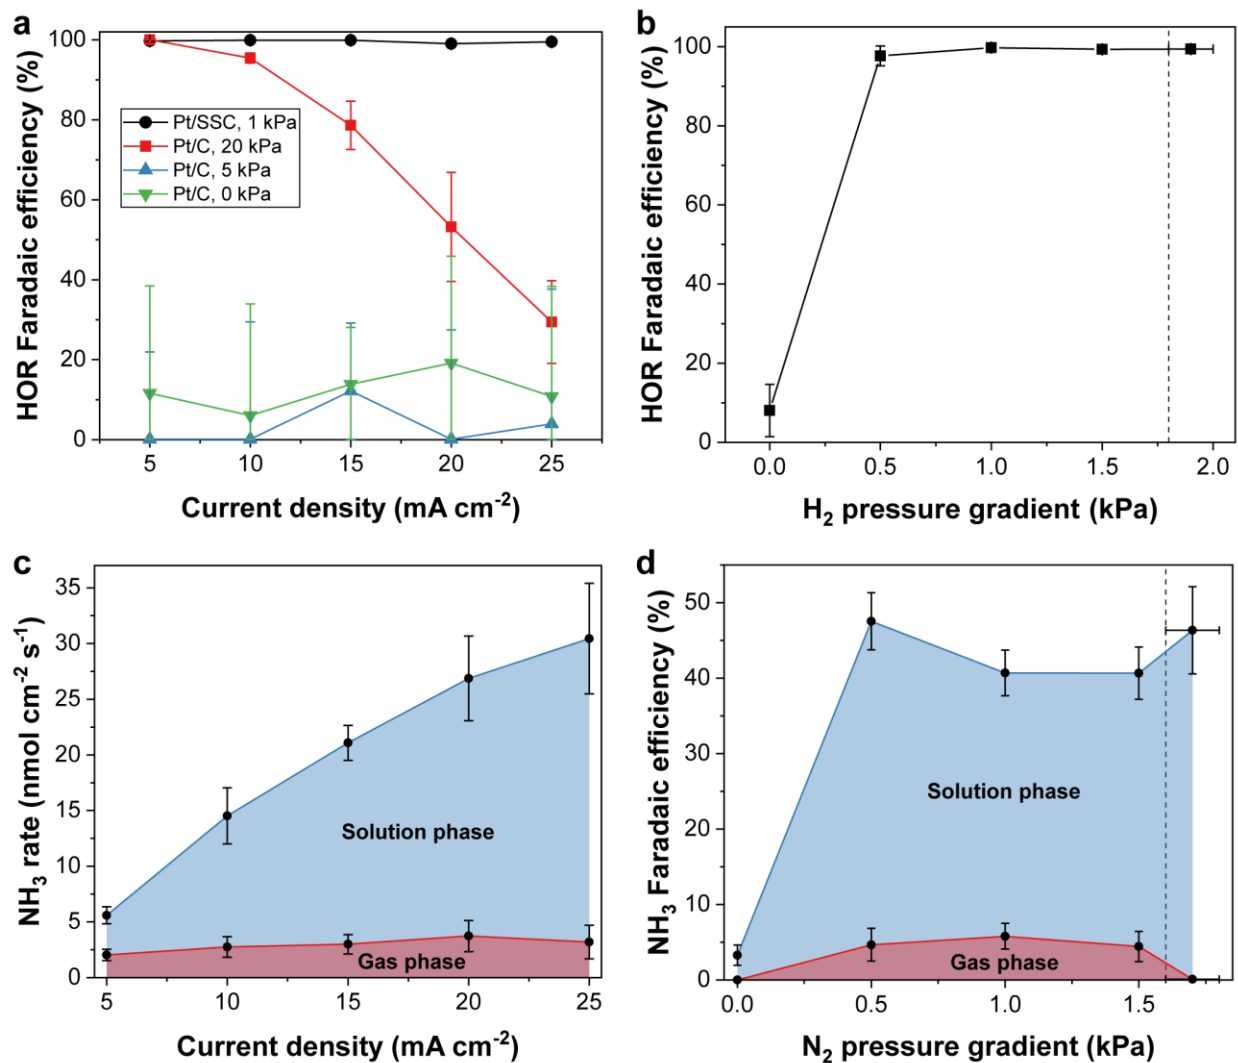 a
HOR Faradaic efficiency (%)
100
80
60
40
20
0
Pt/SSC, 1 kPa
Pt/C, 20 kPa
Pt/C, 5 kPa
Pt/C, 0 kPa
5 10 15 20 25
Current density (mA cm⁻²)
b
HOR Faradaic efficiency (%)
100
80
60
40
20
0
0.0 0.5 1.0 1.5 2.0
H₂ pressure gradient (kPa)
c
NH₃ rate (nmol cm⁻² s⁻¹)
35
30
25
20
15
10
5
0
Solution phase
Gas phase
5 10 15 20 25
Current density (mA cm⁻²)
d
NH₃ Faradaic efficiency (%)
50
40
30
20
10
0
Solution phase
Gas phase
0.0 0.5 1.0 1.5
N₂ pressure gradient (kPa)